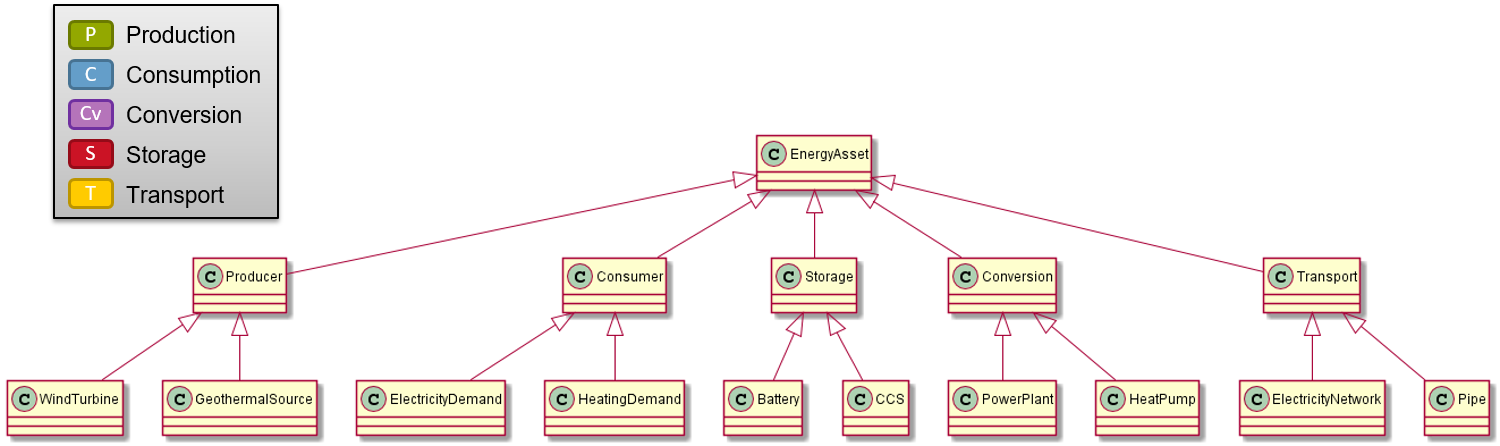 P Production
C Consumption
Cv Conversion
S Storage
T Transport
C EnergyAsset
C Producer
C Consumer
C Storage
C Conversion
C Transport
C WindTurbine
C GeothermalSource
C ElectricityDemand
C HeatingDemand
C Battery
C CCS
C PowerPlant
C HeatPump
C ElectricityNetwork
C Pipe